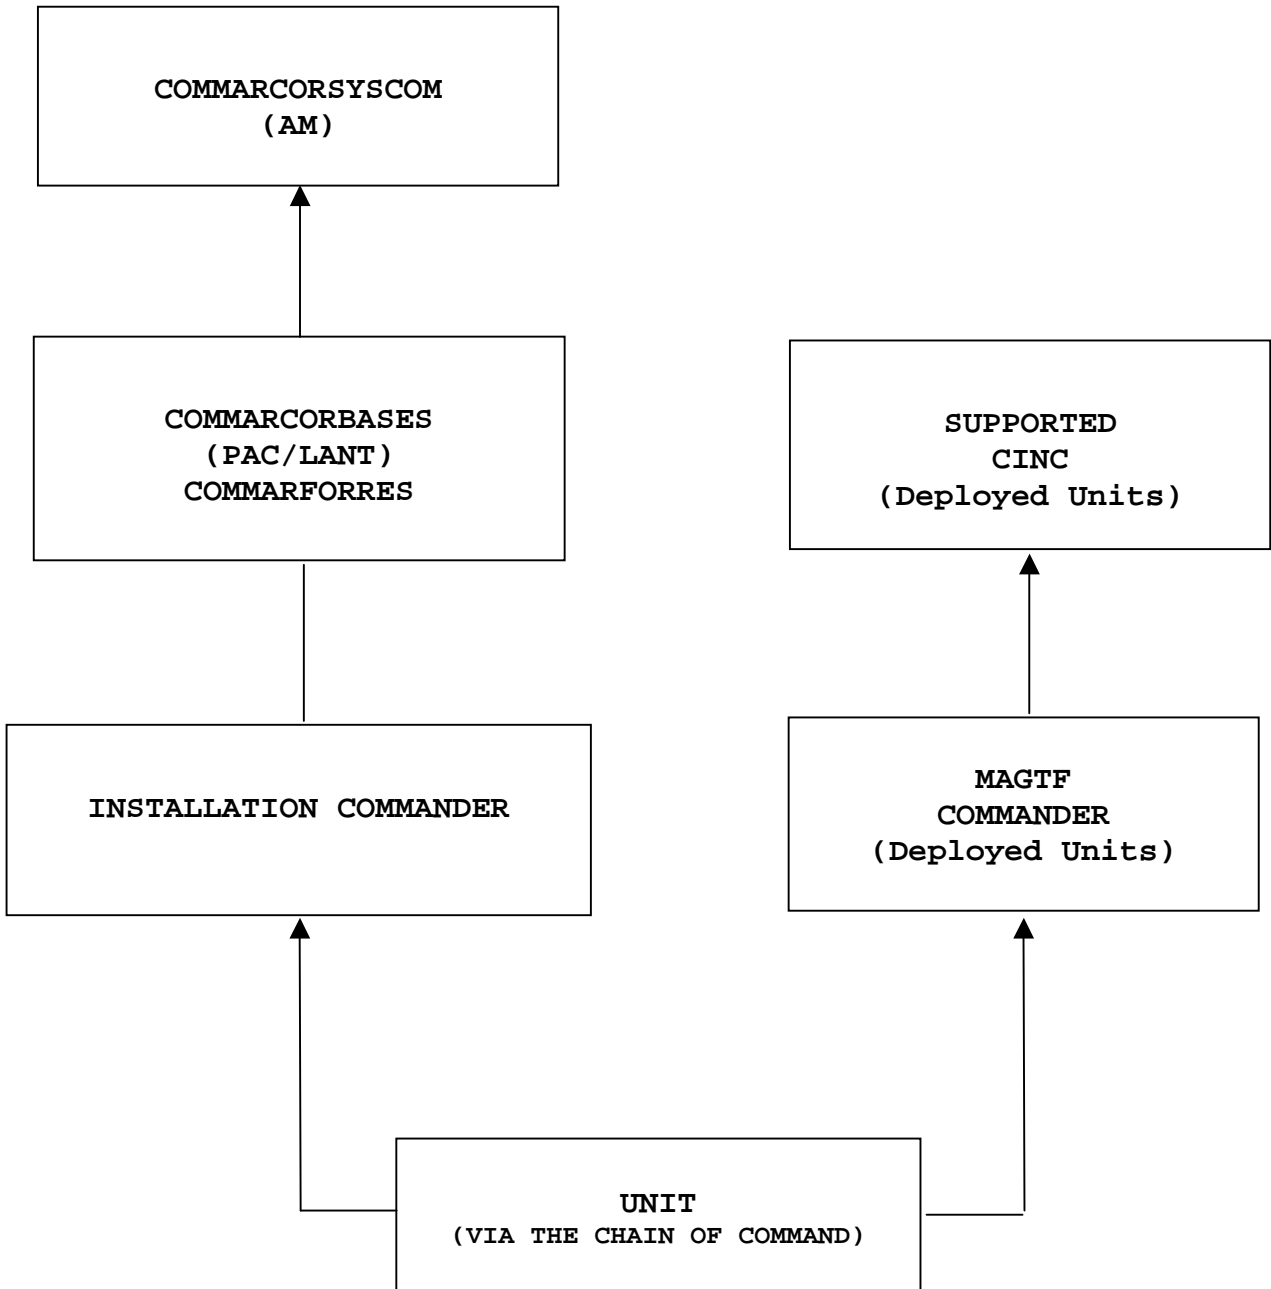 COMMARCORSYSCOM
(AM)
COMMARCORBASES
(PAC/LANT)
COMMARFORRES
SUPPORTED
CINC
(Deployed Units)
INSTALLATION COMMANDER
MAGTF
COMMANDER
(Deployed Units)
UNIT
(VIA THE CHAIN OF COMMAND)